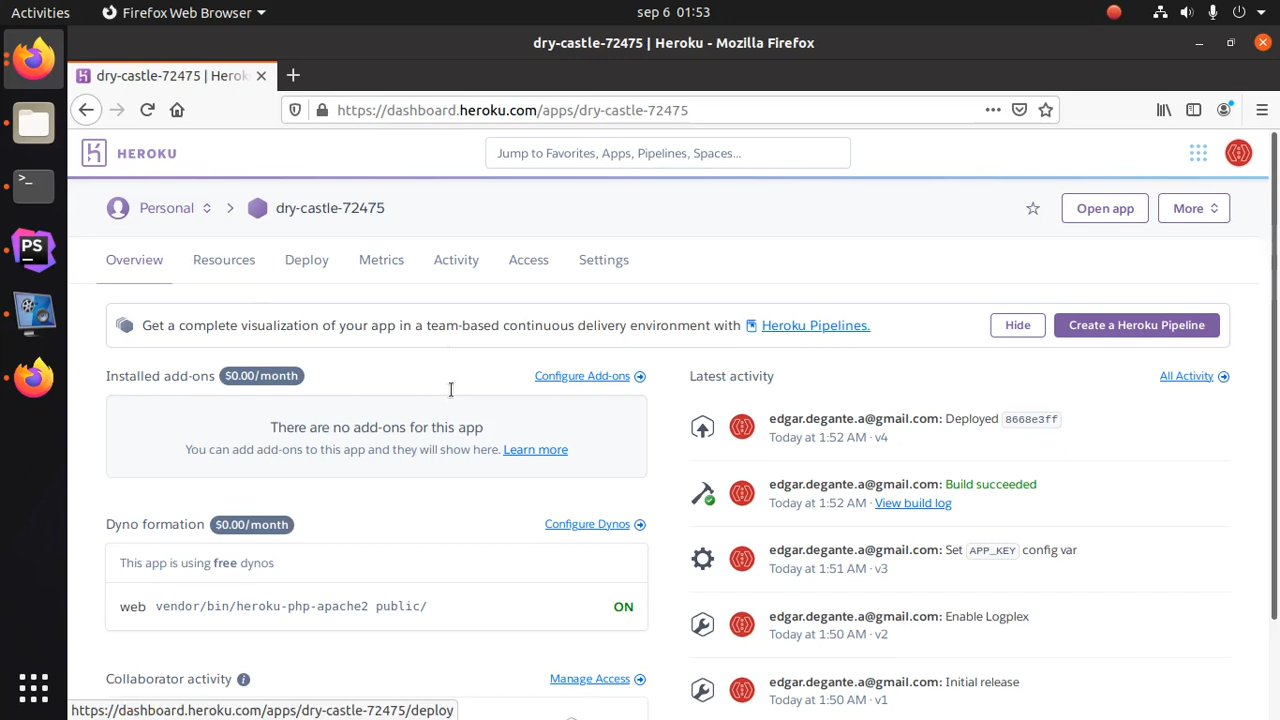 Activities
Firefox Web Browser
sep 6 01:53
dry-castle-72475 | Heroku - Mozilla Firefox
dry-castle-72475 | Herok
https://dashboard.heroku.com/apps/dry-castle-72475
HEROKU
Jump to Favorites, Apps, Pipelines, Spaces...
Personal
dry-castle-72475
Open app
More
Overview
Resources
Deploy
Metrics
Activity
Access
Settings
Get a complete visualization of your app in a team-based continuous delivery environment with Heroku Pipelines.
Hide
Create a Heroku Pipeline
Installed add-ons $0.00/month
Configure Add-ons
There are no add-ons for this app
You can add add-ons to this app and they will show here. Learn more
Dyno formation $0.00/month
Configure Dynos
This app is using free dynos
web vendor/bin/heroku-php-apache2 public/ ON
Collaborator activity
Manage Access
Latest activity
All Activity
edgar.degante.a@gmail.com: Deployed 8668e3ff
Today at 1:52 AM · v4
edgar.degante.a@gmail.com: Build succeeded
Today at 1:52 AM · View build log
edgar.degante.a@gmail.com: Set APP_KEY config var
Today at 1:51 AM · v3
edgar.degante.a@gmail.com: Enable Logplex
Today at 1:50 AM · v2
edgar.degante.a@gmail.com: Initial release
Today at 1:50 AM · v1
https://dashboard.heroku.com/apps/dry-castle-72475/deploy
>_
PS